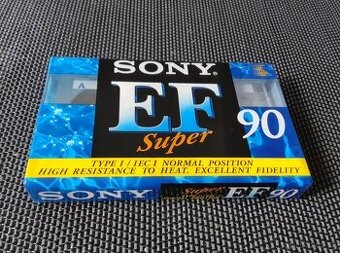 SONY
A
EF
Super
90
TYPE I / IEC I NORMAL POSITION
HIGH RESISTANCE TO HEAT. EXCELLENT FIDELITY
SONY
Super
EF 90